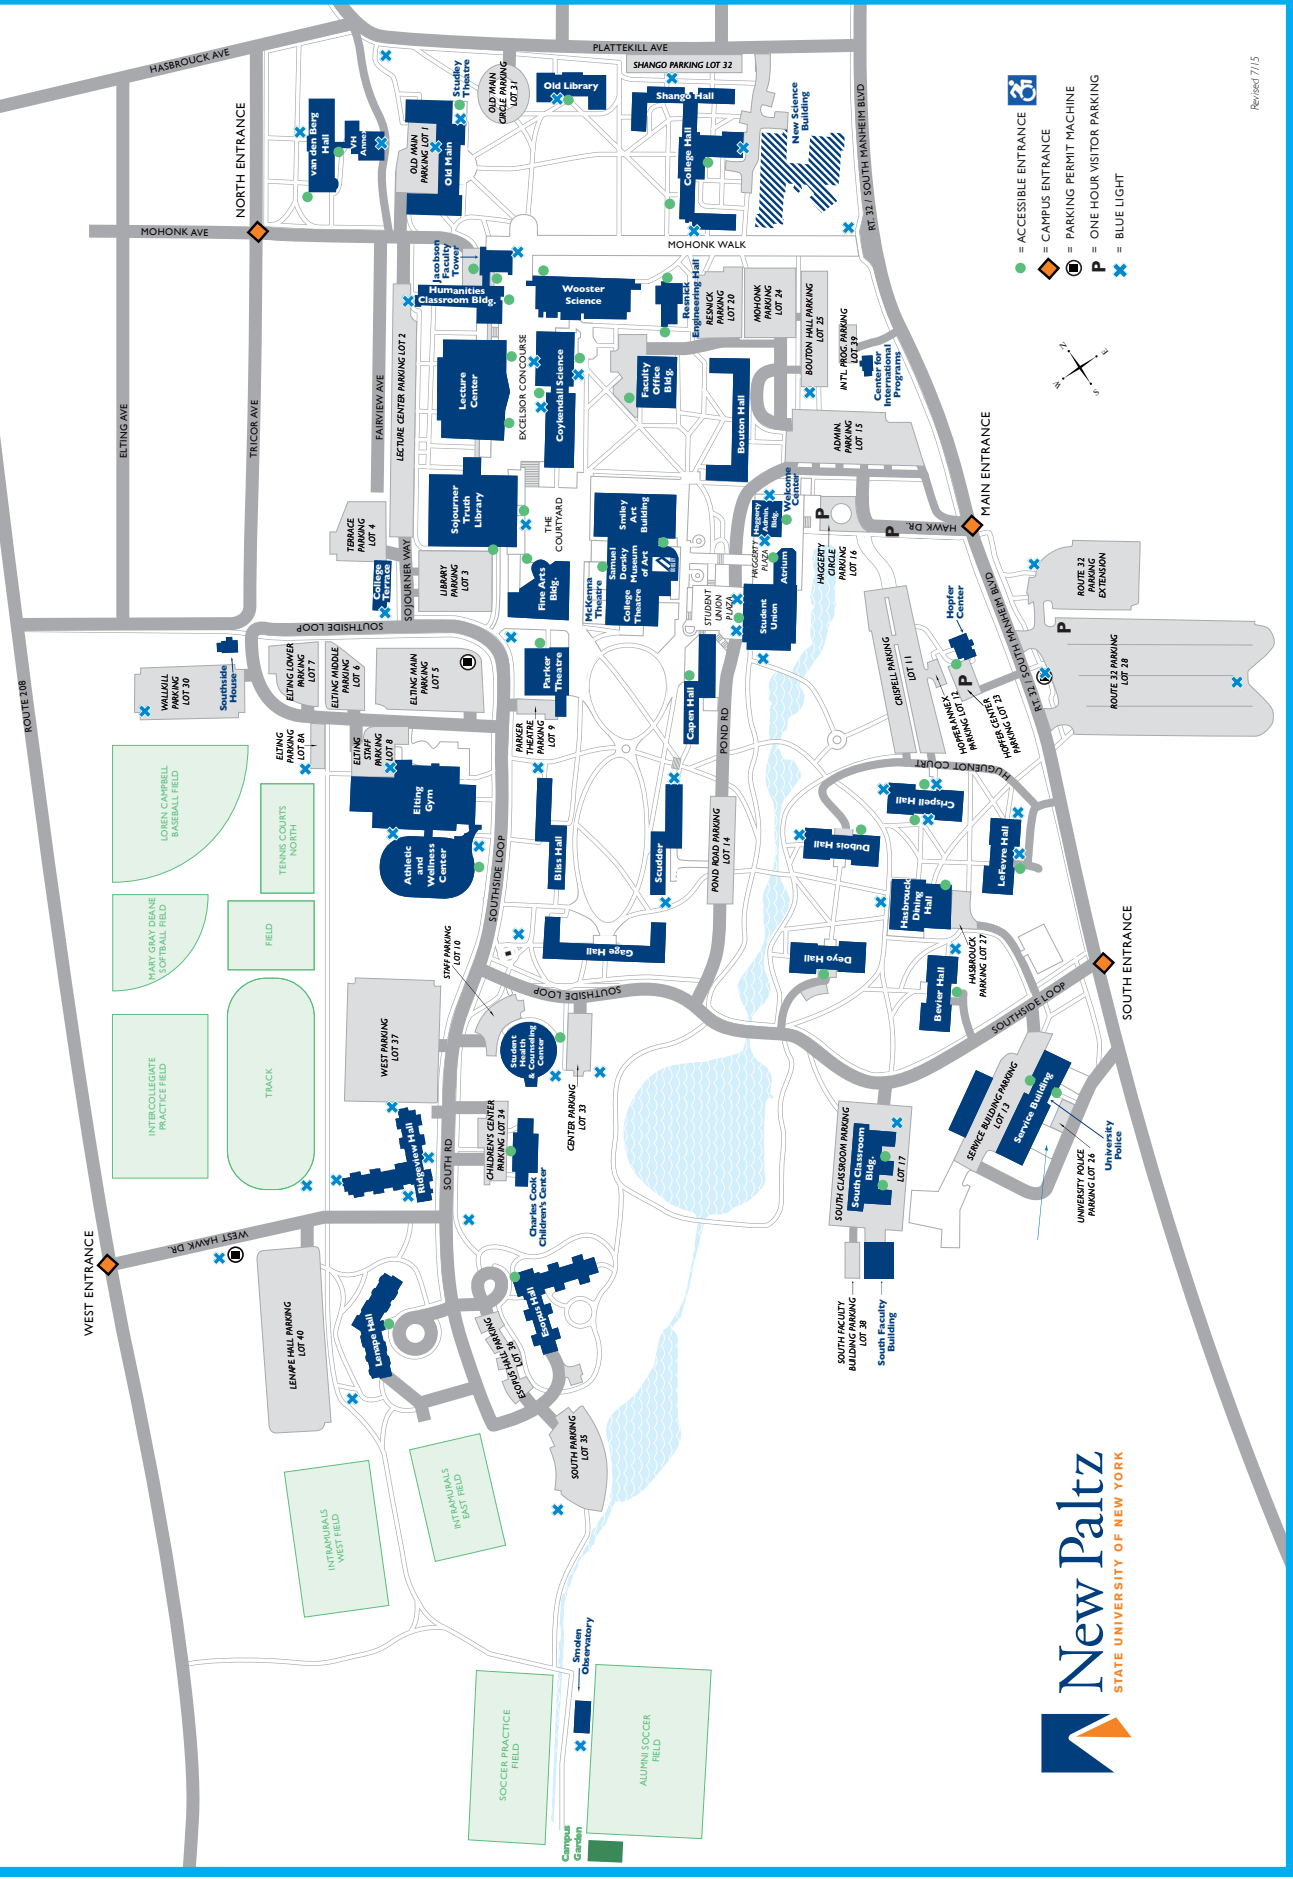 HASBROUCK AVE
PLATTEKILL AVE
SHANGO PARKING LOT 32
OLD MAIN
CIRCLE PARKING
LOT 31
Studley
Theatre
Old Library
Shango Hall
New Science
Building
College Hall
van den Berg
Hall
VH
Annex
OLD MAIN
PARKING LOT 1
Old Main
NORTH ENTRANCE
MOHONK AVE
MOHONK WALK
RT. 32 / SOUTH MANHEIM BLVD
Jacobson
Faculty
Tower
Humanities
Classroom Bldg.
Wooster
Science
Resnick
Engineering Hall
RESNICK
PARKING
LOT 20
MOHONK
PARKING
LOT 24
BOUTON HALL PARKING
LOT 25
INT'L PROG. PARKING
LOT 39
Center for
International
Programs
ELTING AVE
TRICOR AVE
FAIRVIEW AVE
LECTURE CENTER PARKING LOT 2
Lecture
Center
EXCELSIOR CONCOURSE
Coykendall Science
Faculty
Office
Bldg.
Bouton Hall
ADMIN.
PARKING
LOT 15
MAIN ENTRANCE
HAWK DR.
Welcome
Center
Haggerty
Admin.
Bldg.
HAGGERTY
PLAZA
Atrium
P
P
HAGGERTY
CIRCLE
PARKING
LOT 16
Sojourner
Truth
Library
THE
COURTYARD
Smiley
Art
Building
Samuel
Dorsky
Museum
of Art
McKenna
Theatre
College
Theatre
STUDENT
UNION
PLAZA
Student
Union
TERRACE
PARKING
LOT 4
College
Terrace
SOJOURNER WAY
LIBRARY
PARKING
LOT 3
Fine Arts
Bldg.
SOUTHSIDE LOOP
ROUTE 208
WALLKILL
PARKING
LOT 30
Southside
House
ELTING LOWER
PARKING
LOT 7
ELTING MIDDLE
PARKING
LOT 6
ELTING MAIN
PARKING
LOT 5
Parker
Theatre
PARKER
THEATRE
PARKING
LOT 9
Capen Hall
POND RD
CRISPELL PARKING
LOT 11
Hopfer
Center
P
HOPFER ANNEX
PARKING LOT 12
HOPFER CENTER
PARKING LOT 23
RT. 32 / SOUTH MANHEIM BLVD
ROUTE 32
PARKING
EXTENSION
P
ROUTE 32 PARKING
LOT 28
ELTING
PARKING
LOT 8A
ELTING
STAFF
PARKING
LOT 8
Elting
Gym
Athletic
and
Wellness
Center
LOREN CAMPBELL
BASEBALL FIELD
TENNIS COURTS
NORTH
MARY GRAY DEANE
SOFTBALL FIELD
FIELD
INTERCOLLEGIATE
PRACTICE FIELD
TRACK
SOUTHSIDE LOOP
Bliss Hall
Scudder
POND ROAD PARKING
LOT 14
HUGUENOT COURT
Crispell Hall
Dubois Hall
LeFevre Hall
Hasbrouck
Dining
Hall
Gage Hall
Deyo Hall
Bevier Hall
HASBROUCK
PARKING LOT 27
SOUTH ENTRANCE
SOUTHSIDE LOOP
SOUTHSIDE LOOP
STAFF PARKING
LOT 10
WEST PARKING
LOT 37
Student
Health
& Counseling
Center
CENTER PARKING
LOT 33
CHILDREN'S CENTER
PARKING LOT 34
Charles Cook
Children's Center
SOUTH RD
Ridgeview Hall
SOUTH CLASSROOM PARKING
LOT 17
South Classroom
Bldg.
SERVICE BUILDING PARKING
LOT 13
Service Building
University
Police
UNIVERSITY POLICE
PARKING LOT 26
SOUTH FACULTY
BUILDING PARKING
LOT 38
South Faculty
Building
WEST ENTRANCE
WEST HAWK DR.
LENAPE HALL PARKING
LOT 40
Lenape Hall
Esopus Hall
ESOPUS HALL PARKING
LOT 36
SOUTH PARKING
LOT 35
INTRAMURALS
WEST FIELD
INTRAMURALS
EAST FIELD
Smolen
Observatory
SOCCER PRACTICE
FIELD
ALUMNI SOCCER
FIELD
Campus
Garden
= ACCESSIBLE ENTRANCE
= CAMPUS ENTRANCE
= PARKING PERMIT MACHINE
P = ONE HOUR VISITOR PARKING
= BLUE LIGHT
N
E
S
W
Revised 7/15
New Paltz
STATE UNIVERSITY OF NEW YORK